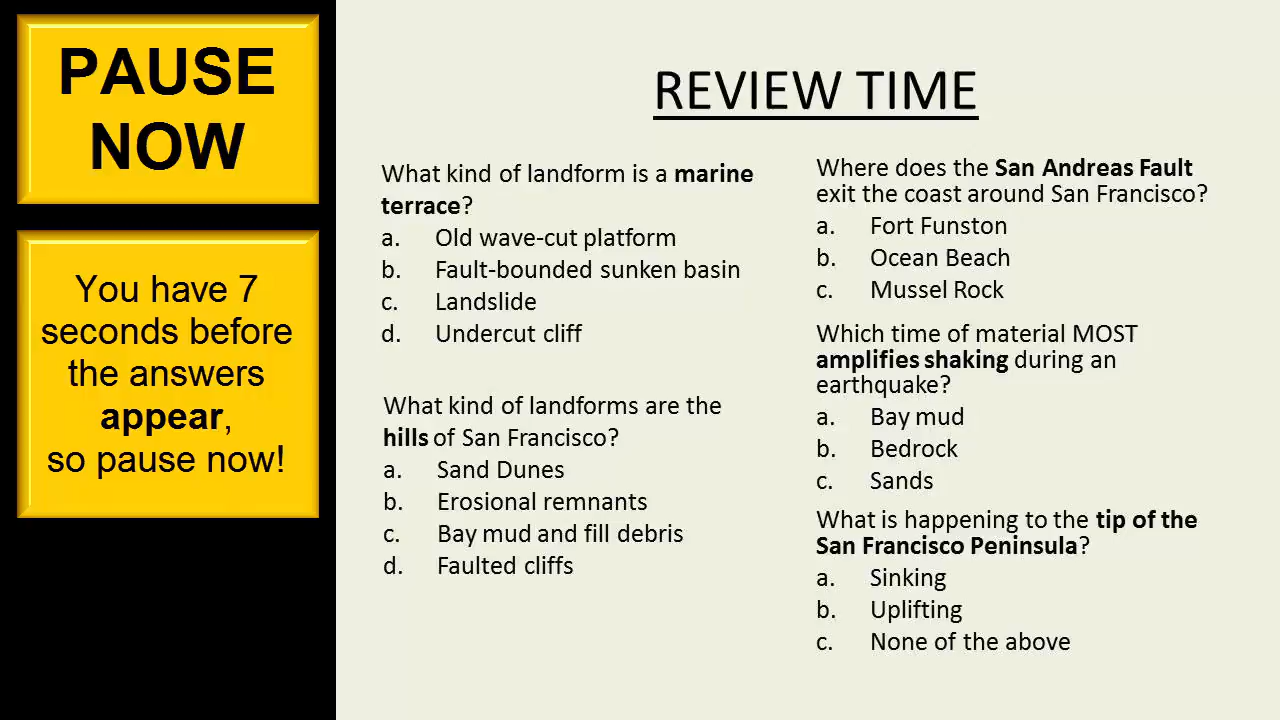 PAUSE
NOW
You have 7
seconds before
the answers
appear,
so pause now!
REVIEW TIME
What kind of landform is a marine
terrace?
a. Old wave-cut platform
b. Fault-bounded sunken basin
c. Landslide
d. Undercut cliff
What kind of landforms are the
hills of San Francisco?
a. Sand Dunes
b. Erosional remnants
c. Bay mud and fill debris
d. Faulted cliffs
Where does the San Andreas Fault
exit the coast around San Francisco?
a. Fort Funston
b. Ocean Beach
c. Mussel Rock
Which time of material MOST
amplifies shaking during an
earthquake?
a. Bay mud
b. Bedrock
c. Sands
What is happening to the tip of the
San Francisco Peninsula?
a. Sinking
b. Uplifting
c. None of the above